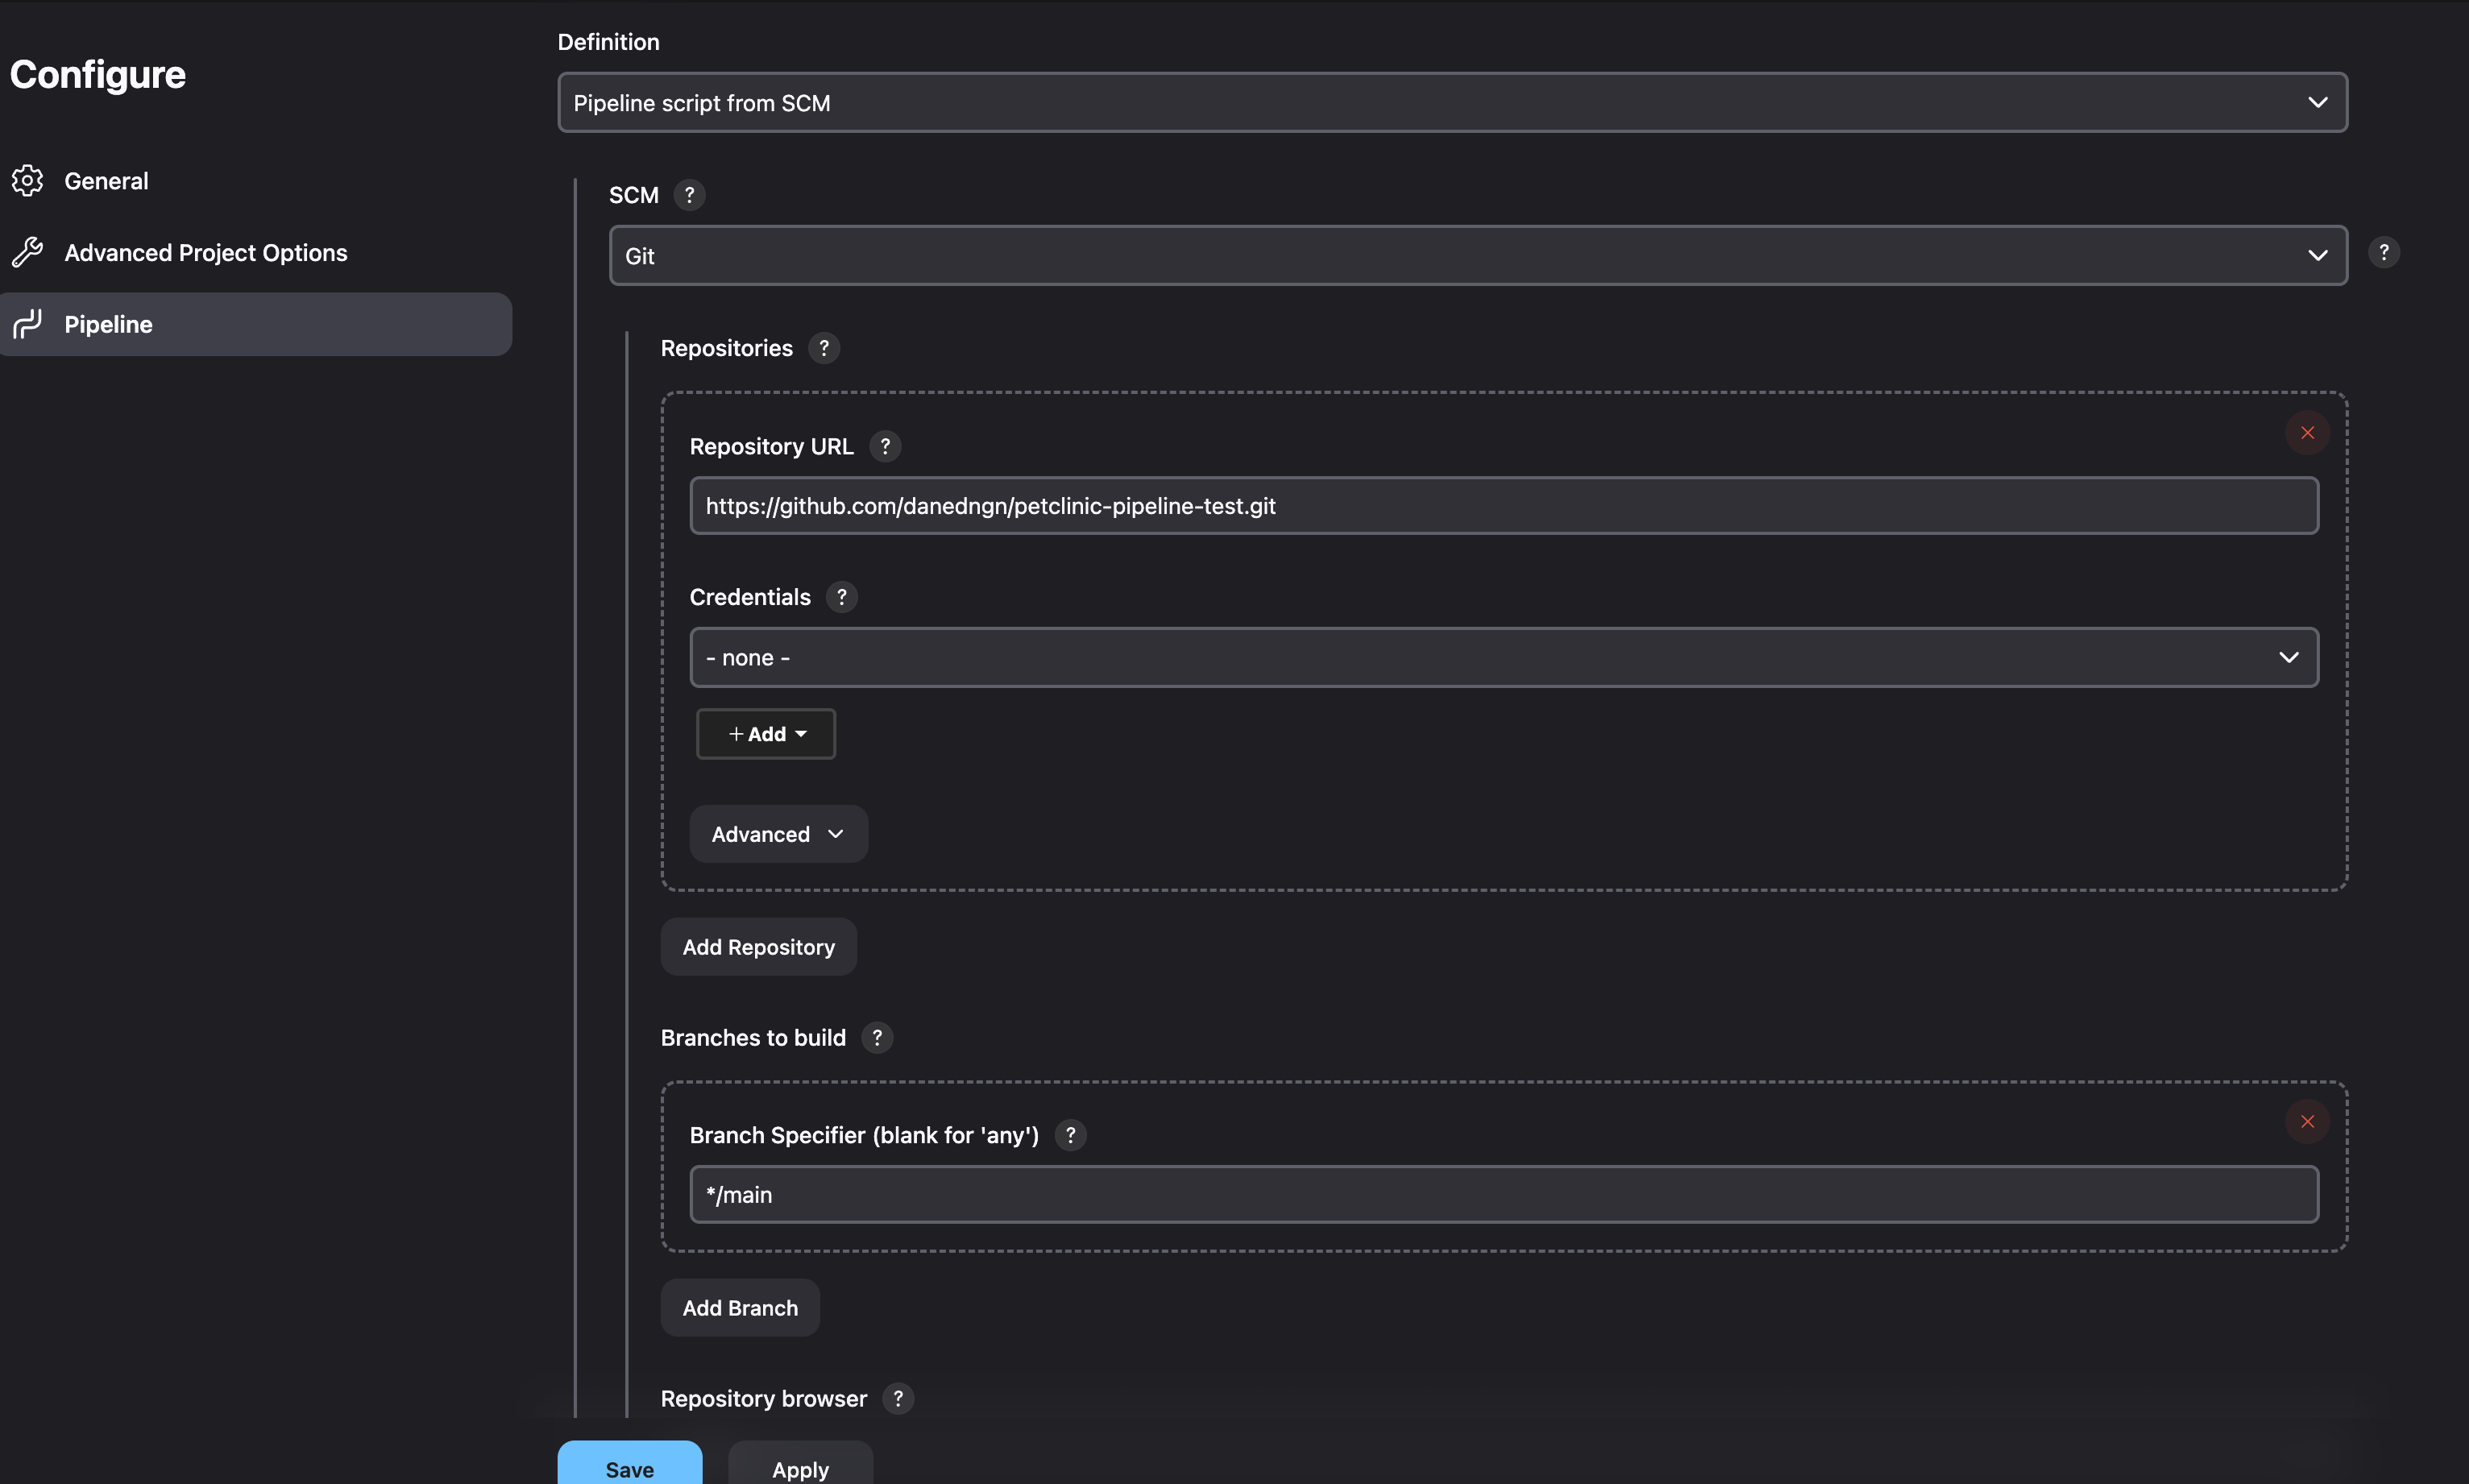 Configure
General
Advanced Project Options
Pipeline
Definition
Pipeline script from SCM
SCM ?
Git
?
Repositories ?
Repository URL ?
https://github.com/danedngn/petclinic-pipeline-test.git
Credentials ?
- none -
+ Add
Advanced
Add Repository
Branches to build ?
Branch Specifier (blank for 'any') ?
*/main
Add Branch
Repository browser ?
Save
Apply